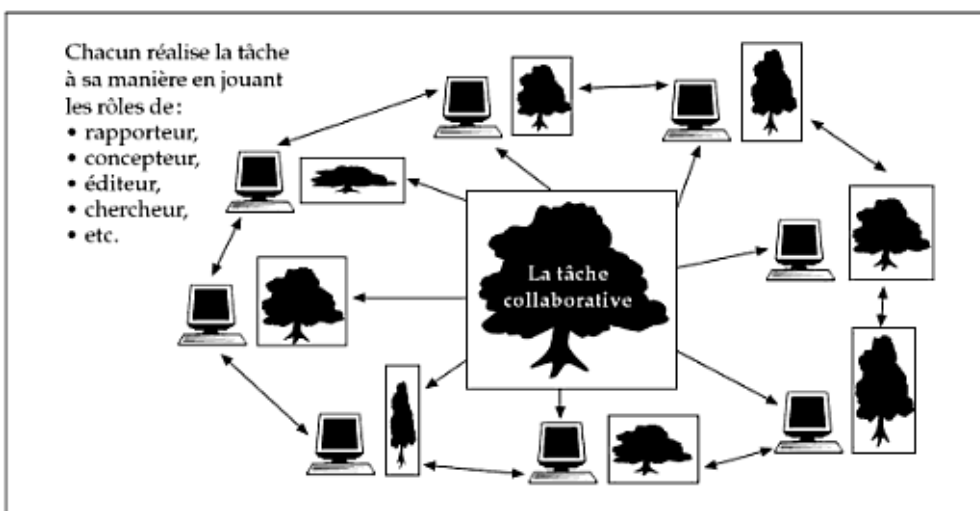 Chacun réalise la tâche
à sa manière en jouant
les rôles de :
• rapporteur,
• concepteur,
• éditeur,
• chercheur,
• etc.
La tâche
collaborative